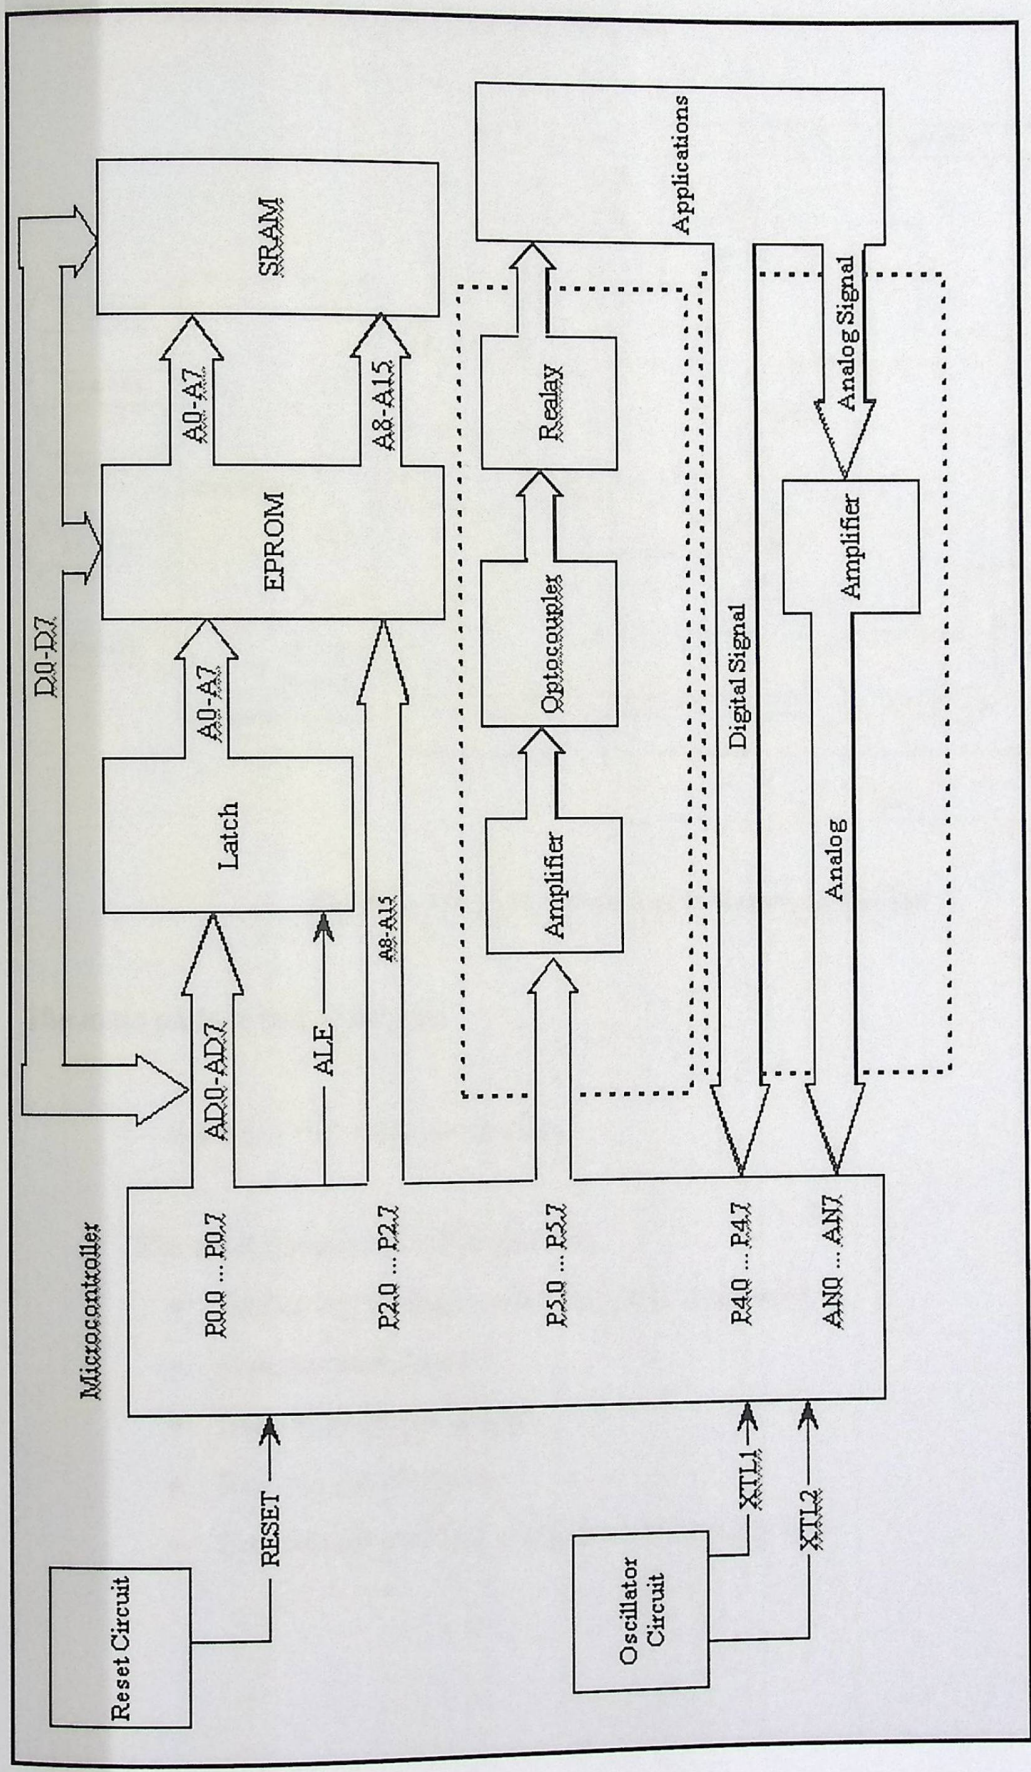 Microcontroller
Reset Circuit
RESET
Oscillator
Circuit
XTL1
XTL2
P0.0 ... P0.7
P2.0 ... P2.7
P5.0 ... P5.7
P4.0 ... P4.7
AN0 ... AN7
D0-D7
AD0-AD7
ALE
A8-A15
Latch
A0-A7
EPROM
A0-A7
A8-A15
SRAM
Amplifier
Optocoupler
Realay
Applications
Digital Signal
Analog
Amplifier
Analog Signal